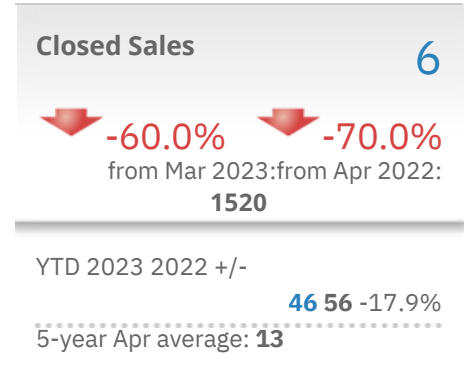 Closed Sales 6
-60.0% -70.0%
from Mar 2023:from Apr 2022:
1520
YTD 2023 2022 +/-
46 56 -17.9%
5-year Apr average: 13